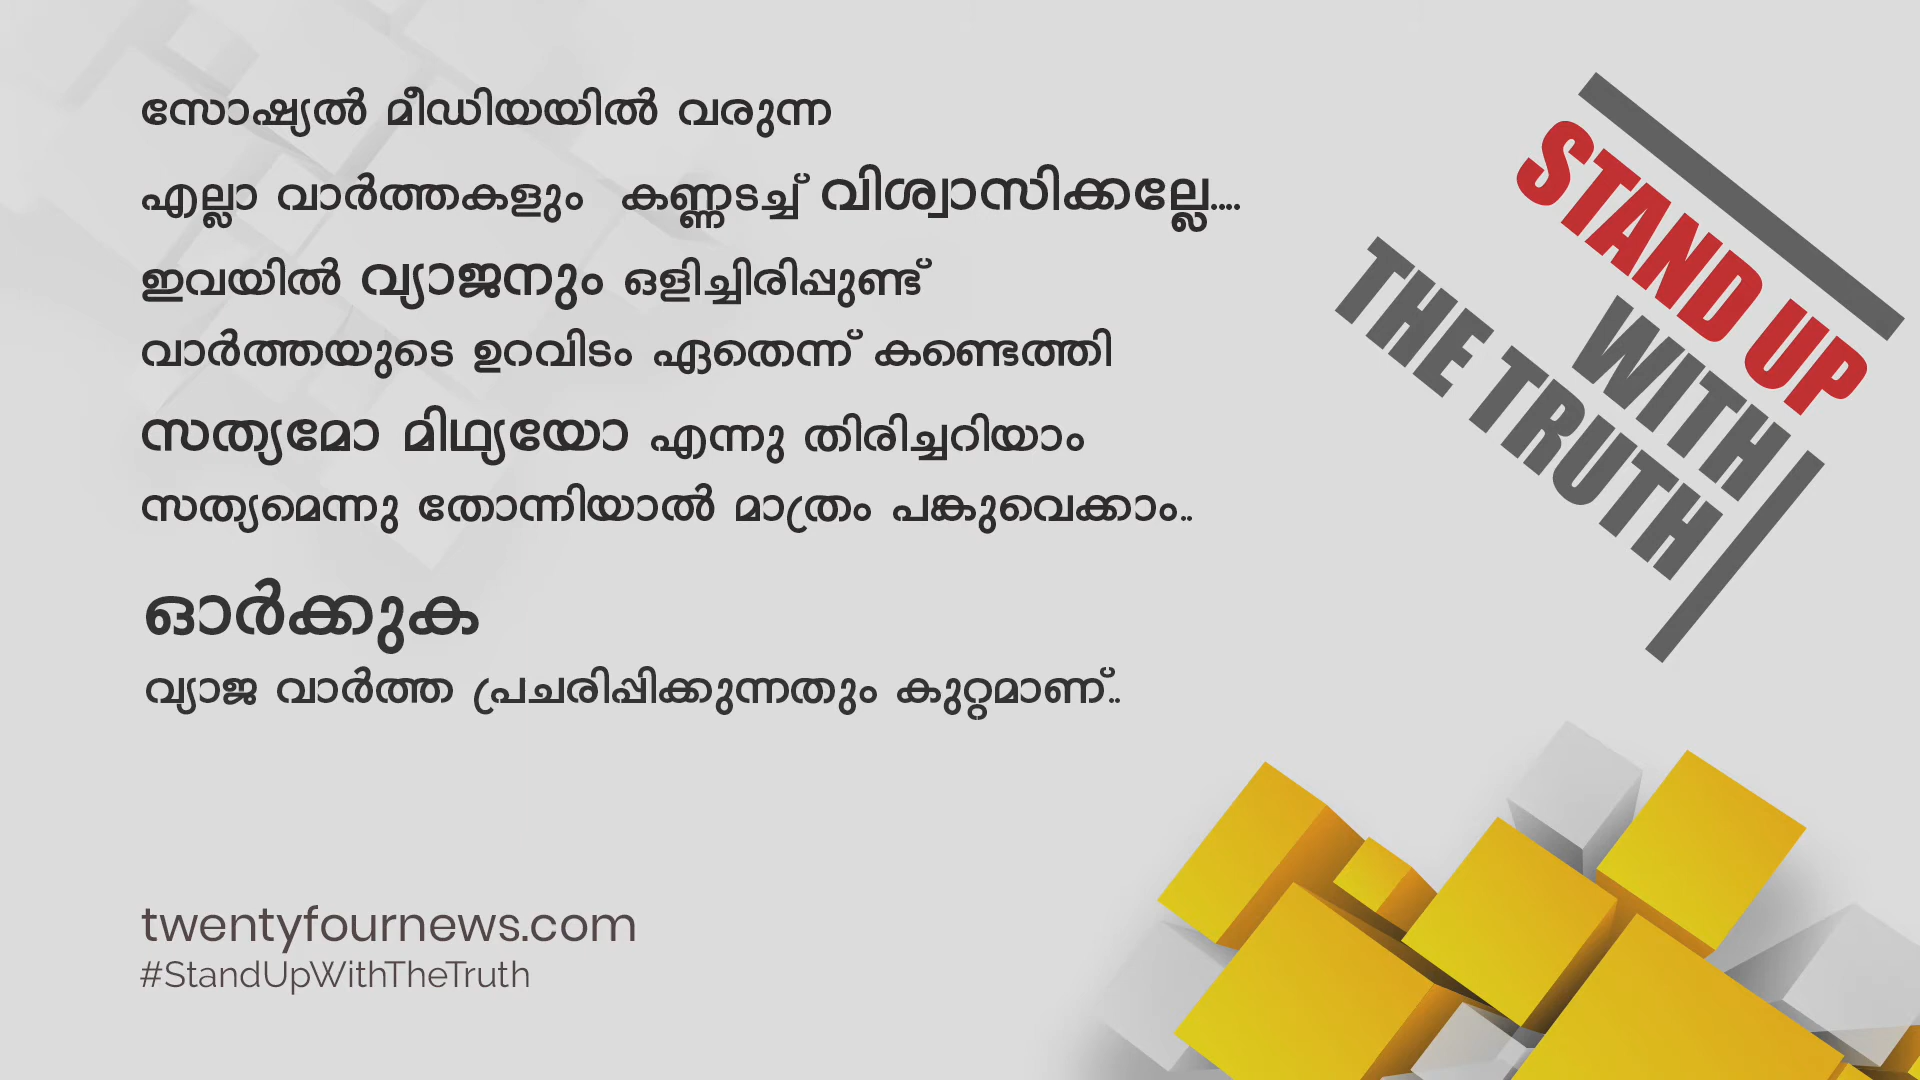 സോഷ്യൽ മീഡിയയിൽ വരുന്ന
എല്ലാ വാർത്തകളും കണ്ണടച്ച് വിശ്വാസിക്കല്ലേ....
ഇവയിൽ വ്യാജനും ഒളിച്ചിരിപ്പുണ്ട്
വാർത്തയുടെ ഉറവിടം ഏതെന്ന് കണ്ടെത്തി
സത്യമോ മിഥ്യയോ എന്നു തിരിച്ചറിയാം
സത്യമെന്നു തോന്നിയാൽ മാത്രം പങ്കുവെക്കാം..
ഓർക്കുക
വ്യാജ വാർത്ത പ്രചരിപ്പിക്കുന്നതും കുറ്റമാണ്..
twentyfournews.com
#StandUpWithTheTruth
STAND UP
WITH
THE TRUTH